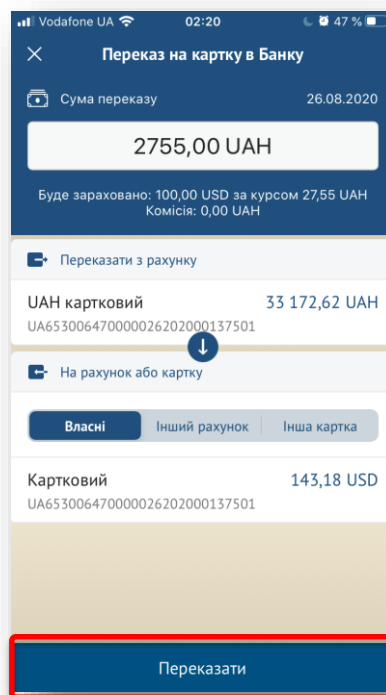 Vodafone UA 02:20 47 %
Переказ на картку в Банку
Сума переказу 26.08.2020
2755,00 UAH
Буде зараховано: 100,00 USD за курсом 27,55 UAH
Комісія: 0,00 UAH
Переказати з рахунку
UAH картковий 33 172,62 UAH
UA653006470000026202000137501
На рахунок або картку
Власні Інший рахунок Інша картка
Картковий 143,18 USD
UA653006470000026202000137501
Переказати